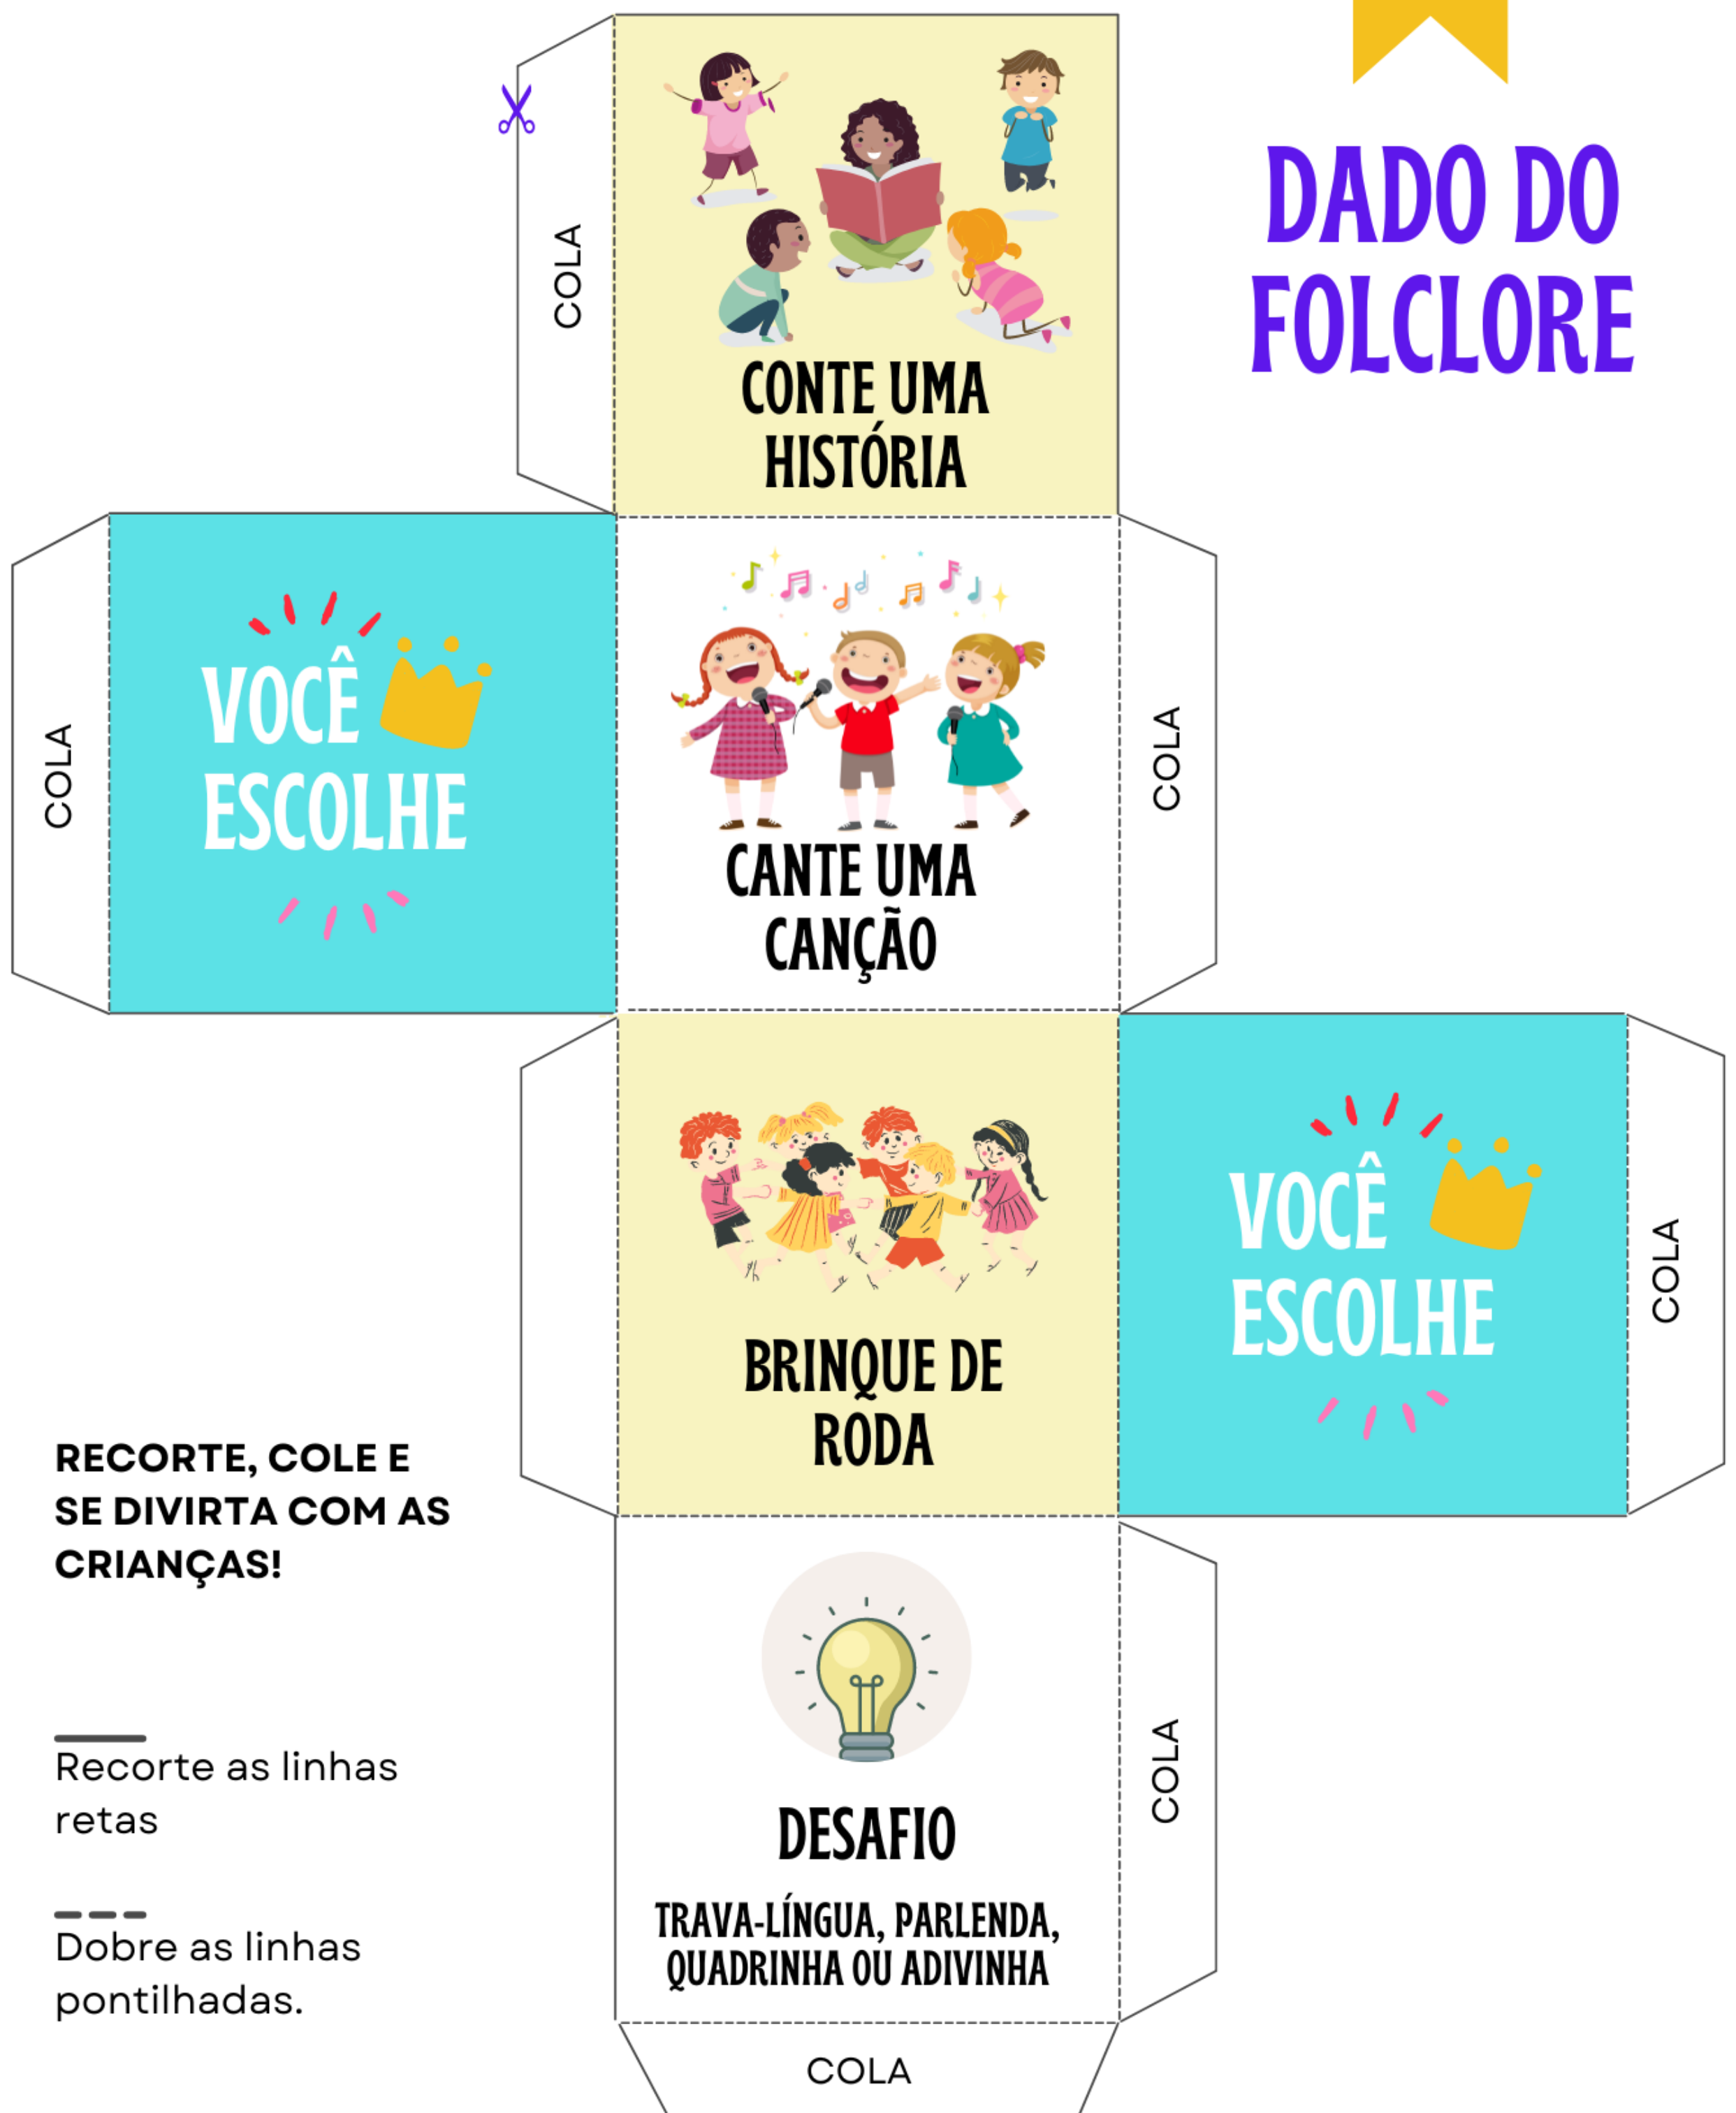 DADO DO
FOLCLORE
COLA
CONTE UMA
HISTÓRIA
COLA
VOCÊ
ESCOLHE
CANTE UMA
CANÇÃO
COLA
BRINQUE DE
RODA
VOCÊ
ESCOLHE
COLA
RECORTE, COLE E
SE DIVIRTA COM AS
CRIANÇAS!
Recorte as linhas
retas
Dobre as linhas
pontilhadas.
DESAFIO
TRAVA-LÍNGUA, PARLENDA,
QUADRINHA OU ADIVINHA
COLA
COLA